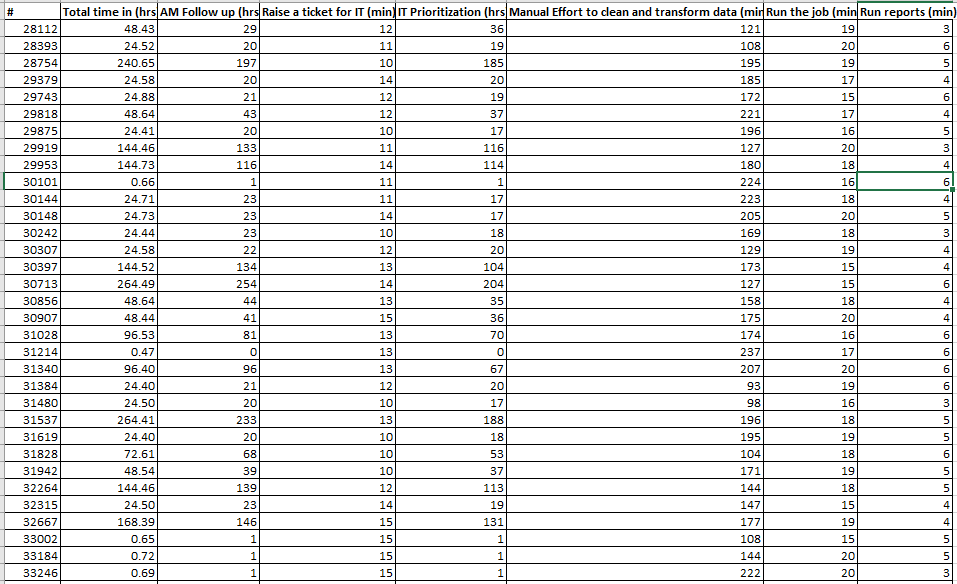 # Total time in (hrs AM Follow up (hrs Raise a ticket for IT (min) IT Prioritization (hrs Manual Effort to clean and transform data (min Run the job (min Run reports (min)
28112 48.43 29 12 36 121 19 3
28393 24.52 20 11 19 108 20 6
28754 240.65 197 10 185 195 19 5
29379 24.58 20 14 20 185 17 4
29743 24.88 21 12 19 172 15 6
29818 48.64 43 12 37 221 17 4
29875 24.41 20 10 17 196 16 5
29919 144.46 133 11 116 127 20 3
29953 144.73 116 14 114 180 18 4
30101 0.66 1 11 1 224 16 6
30144 24.71 23 11 17 223 18 4
30148 24.73 23 14 17 205 20 5
30242 24.44 23 10 18 169 18 3
30307 24.58 22 12 20 129 19 4
30397 144.52 134 13 104 173 15 4
30713 264.49 254 14 204 127 15 6
30856 48.64 44 13 35 158 18 4
30907 48.44 41 15 36 175 20 4
31028 96.53 81 13 70 174 16 6
31214 0.47 0 13 0 237 17 6
31340 96.40 96 13 67 207 20 6
31384 24.40 21 12 20 93 19 6
31480 24.50 20 10 17 98 16 3
31537 264.41 233 13 188 196 18 5
31619 24.40 20 10 18 195 19 5
31828 72.61 68 10 53 104 18 6
31942 48.54 39 10 37 171 19 5
32264 144.46 139 12 113 144 18 5
32315 24.50 23 14 19 147 15 4
32667 168.39 146 15 131 177 19 4
33002 0.65 1 15 1 108 15 5
33184 0.72 1 15 1 144 20 5
33246 0.69 1 15 1 222 20 3